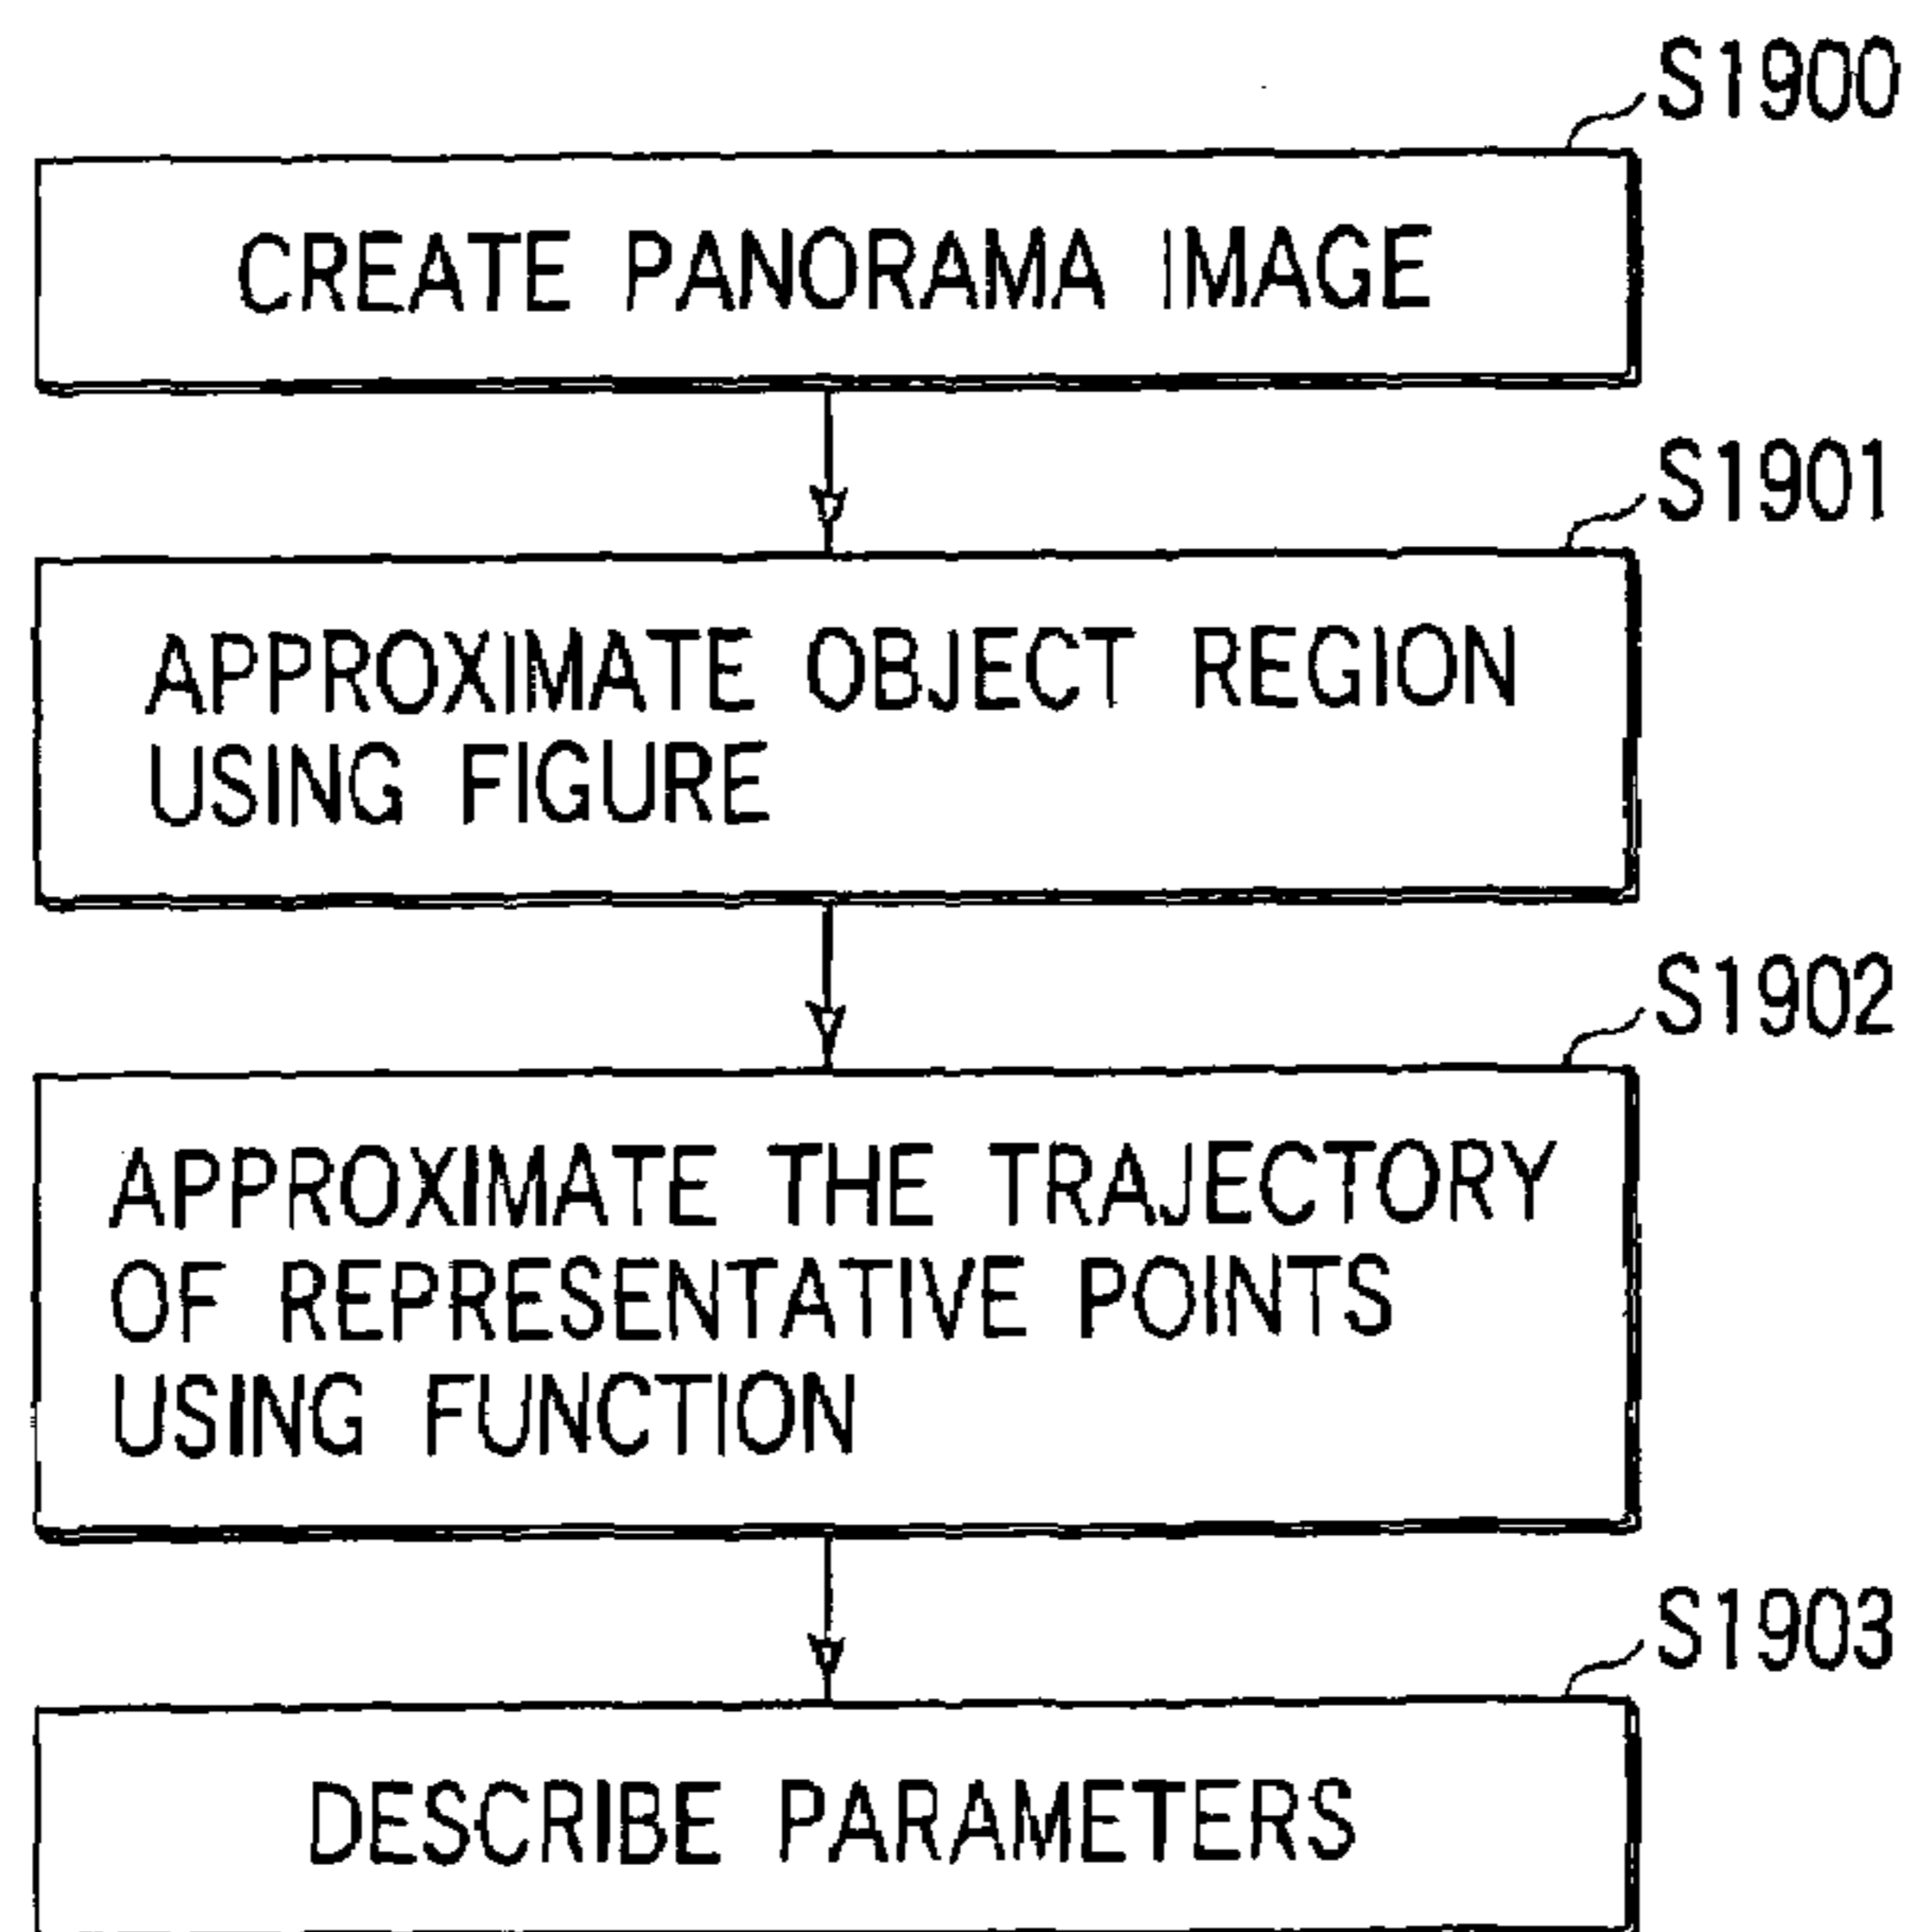 S1900
CREATE PANORAMA IMAGE
S1901
APPROXIMATE OBJECT REGION
USING FIGURE
S1902
APPROXIMATE THE TRAJECTORY
OF REPRESENTATIVE POINTS
USING FUNCTION
S1903
DESCRIBE PARAMETERS